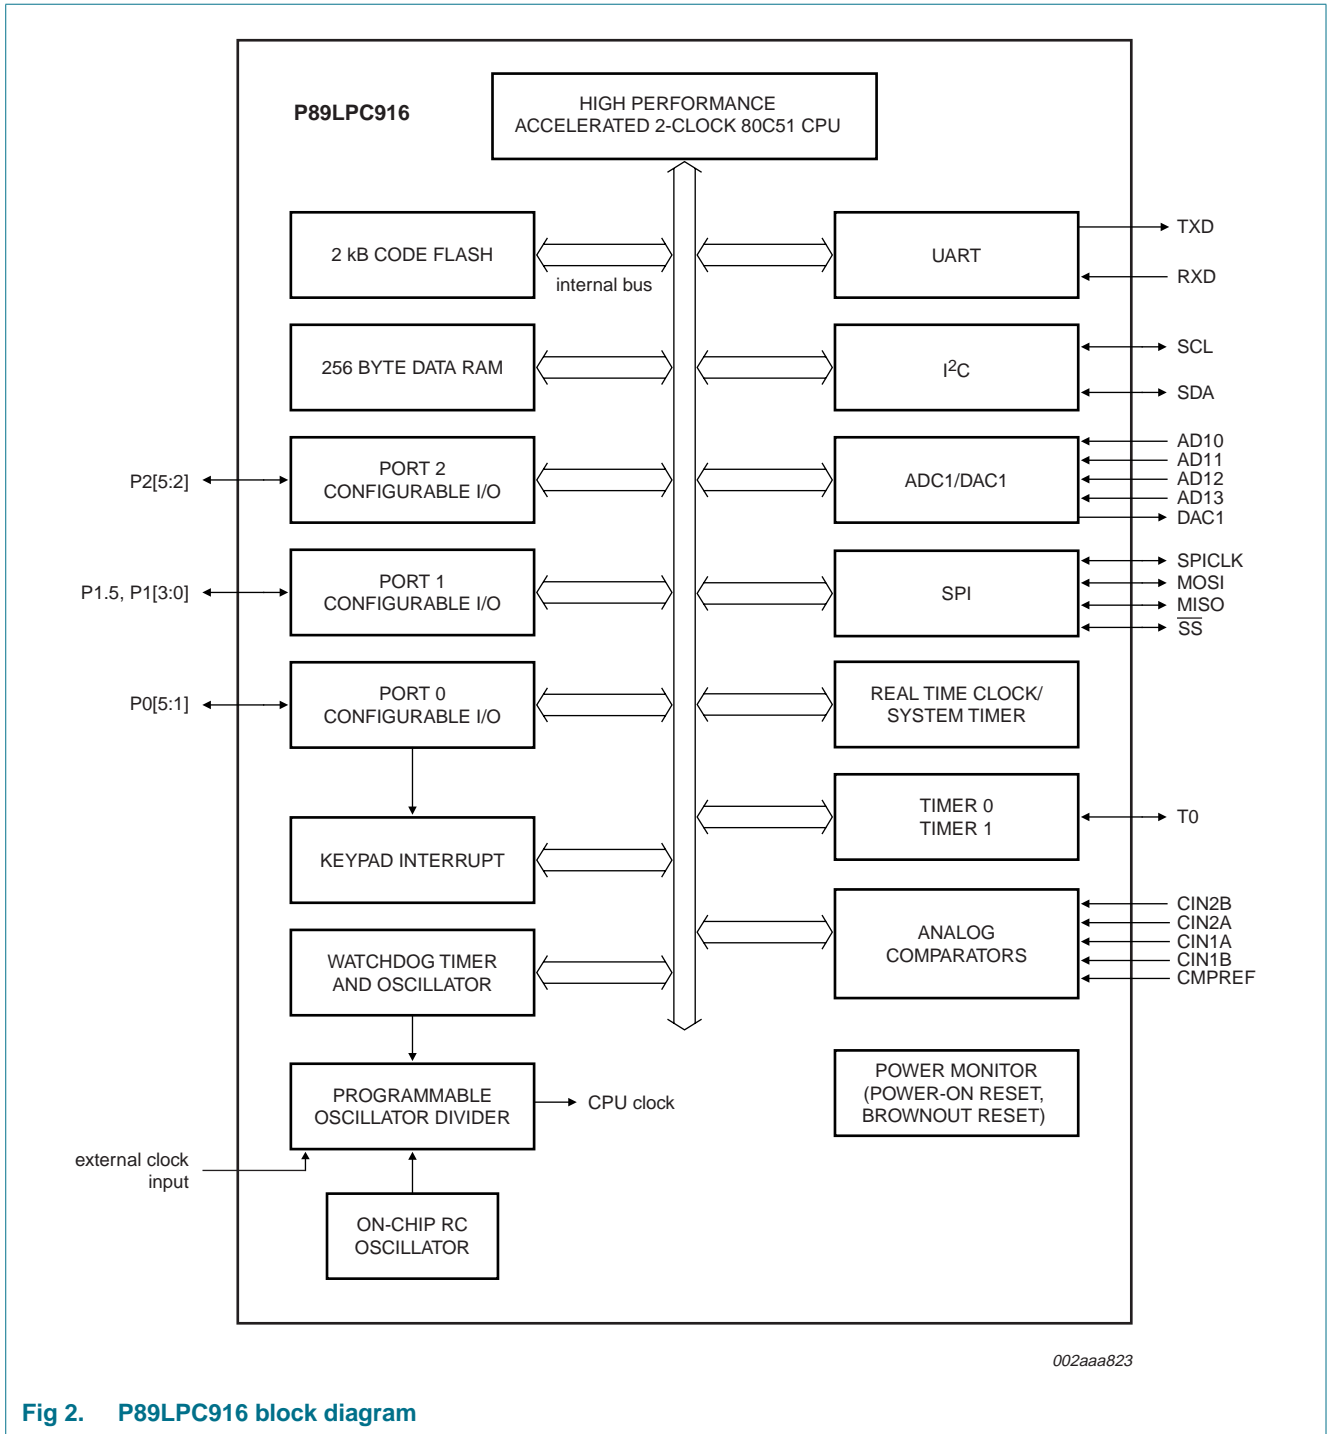 P89LPC916
HIGH PERFORMANCE
ACCELERATED 2-CLOCK 80C51 CPU
2 kB CODE FLASH
internal bus
UART
TXD
RXD
256 BYTE DATA RAM
I²C
SCL
SDA
P2[5:2]
PORT 2
CONFIGURABLE I/O
ADC1/DAC1
AD10
AD11
AD12
AD13
DAC1
P1.5, P1[3:0]
PORT 1
CONFIGURABLE I/O
SPI
SPICLK
MOSI
MISO
S̅S̅
P0[5:1]
PORT 0
CONFIGURABLE I/O
REAL TIME CLOCK/
SYSTEM TIMER
KEYPAD INTERRUPT
TIMER 0
TIMER 1
T0
WATCHDOG TIMER
AND OSCILLATOR
ANALOG
COMPARATORS
CIN2B
CIN2A
CIN1A
CIN1B
CMPREF
PROGRAMMABLE
OSCILLATOR DIVIDER
CPU clock
POWER MONITOR
(POWER-ON RESET,
BROWNOUT RESET)
external clock
input
ON-CHIP RC
OSCILLATOR
002aaa823
Fig 2. P89LPC916 block diagram